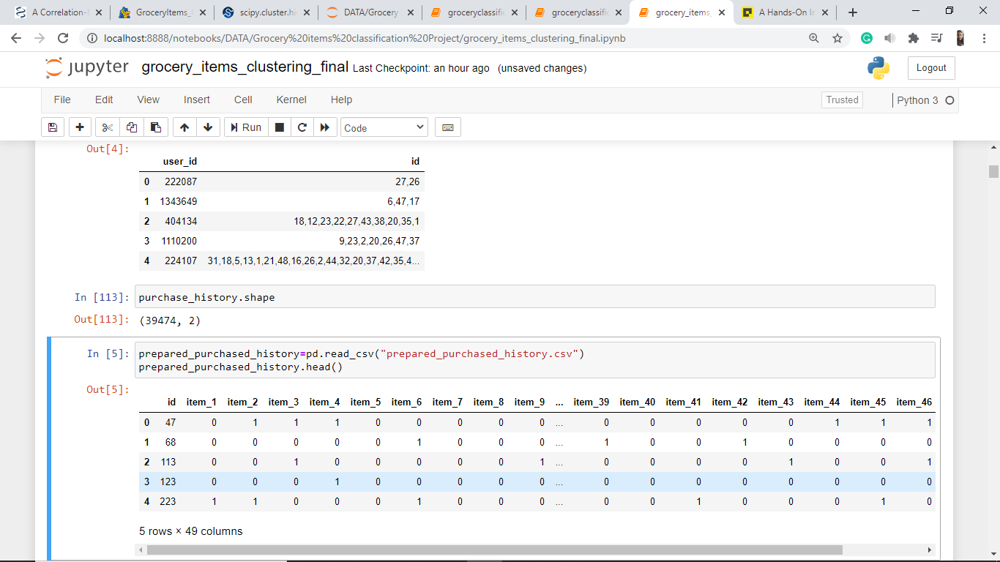 A Correlation-
GroceryItems_
scipy.cluster.hi
DATA/Grocery
groceryclassific
groceryclassific
grocery_items_
A Hands-On In
localhost:8888/notebooks/DATA/Grocery%20items%20classification%20Project/grocery_items_clustering_final.ipynb
jupyter grocery_items_clustering_final Last Checkpoint: an hour ago (unsaved changes) Logout
File Edit View Insert Cell Kernel Help Trusted Python 3
Run Code
Out[4]:
user_id id
0 222087 27,26
1 1343649 6,47,17
2 404134 18,12,23,22,27,43,38,20,35,1
3 1110200 9,23,2,20,26,47,37
4 224107 31,18,5,13,1,21,48,16,26,2,44,32,20,37,42,35,4...
In [113]: purchase_history.shape
Out[113]: (39474, 2)
In [5]: prepared_purchased_history=pd.read_csv("prepared_purchased_history.csv")
prepared_purchased_history.head()
Out[5]:
id item_1 item_2 item_3 item_4 item_5 item_6 item_7 item_8 item_9 ... item_39 item_40 item_41 item_42 item_43 item_44 item_45 item_46
0 47 0 1 1 1 0 0 0 0 0 ... 0 0 0 0 0 1 1 1
1 68 0 0 0 0 0 1 0 0 0 ... 1 0 0 1 0 0 0 0
2 113 0 0 1 0 0 0 0 0 1 ... 0 0 0 0 1 0 0 1
3 123 0 0 0 1 0 0 0 0 0 ... 0 0 0 0 0 0 0 0
4 223 1 1 0 0 0 1 0 0 0 ... 0 0 1 0 0 0 1 0
5 rows × 49 columns